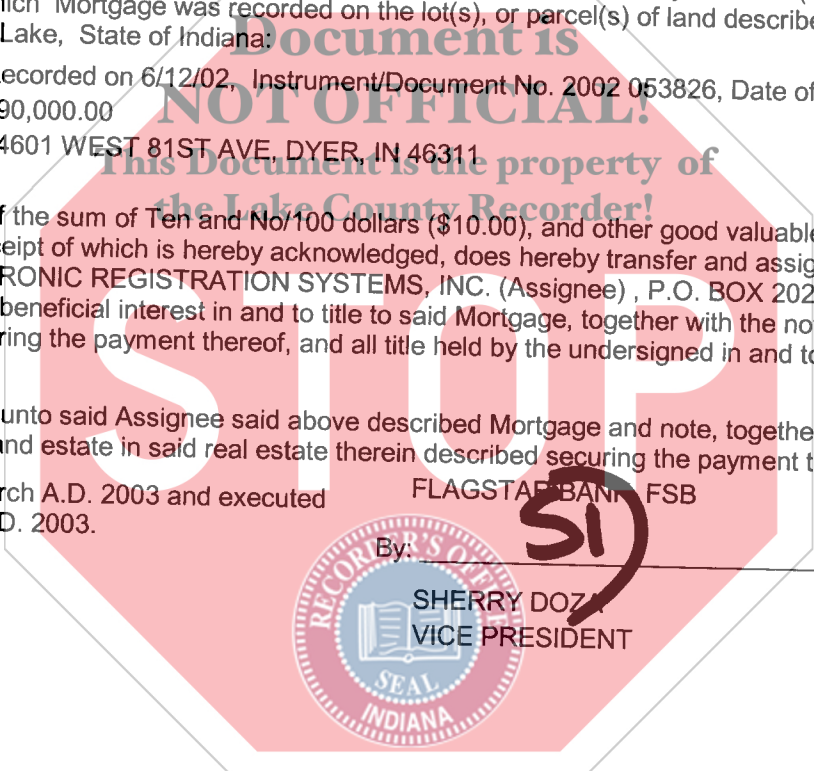 Mortgage was recorded on the lot(s), or parcel(s) of land
Lake, State of Indiana:
Document is
NOT OFFICIAL!
This Document is the property of
the Lake County Recorder!
ecorded on 6/12/02, Instrument/Document No. 2002 053826, Date of
90,000.00
4601 WEST 81ST AVE, DYER, IN 46311
the sum of Ten and No/100 dollars ($10.00), and other good valuable
eipt of which is hereby acknowledged, does hereby transfer and assig
RONIC REGISTRATION SYSTEMS, INC. (Assignee) , P.O. BOX 202
beneficial interest in and to title to said Mortgage, together with the no
ring the payment thereof, and all title held by the undersigned in and to
STOP
unto said Assignee said above described Mortgage and note, togethe
nd estate in said real estate therein described securing the payment t
rch A.D. 2003 and executed
D. 2003.
FLAGSTAR BANK FSB
By:
SHERRY DOZA
VICE PRESIDENT
RECORDER'S OFFICE
SEAL
INDIANA